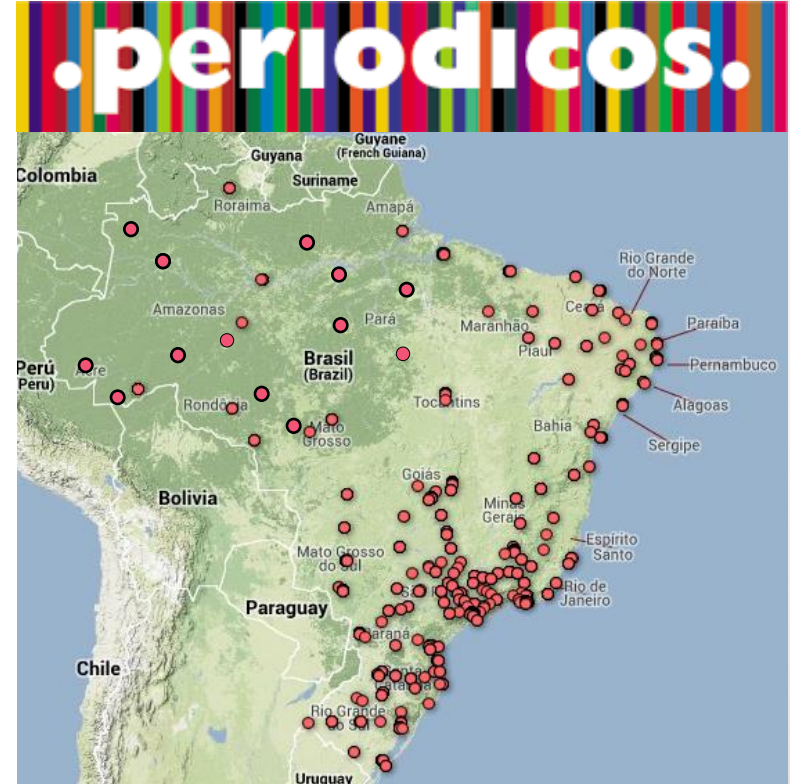 .periodicos.
Guyane
(French Guiana)
Guyana
Colombia
Suriname
Roraima
Amapá
Rio Grande
do Norte
Amazonas
Pará
Ceará
Maranhão
Paraíba
Piauí
Brasil
(Brazil)
Perú
(Peru)
Acre
Pernambuco
Rondônia
Tocantins
Alagoas
Mato
Grosso
Bahia
Sergipe
Goiás
Bolivia
Minas
Gerais
Espírito
Santo
Mato Grosso
do Sul
Rio de
Janeiro
Paraguay
Paraná
Chile
Santa
Catarina
Rio Grande
do Sul
Uruguay